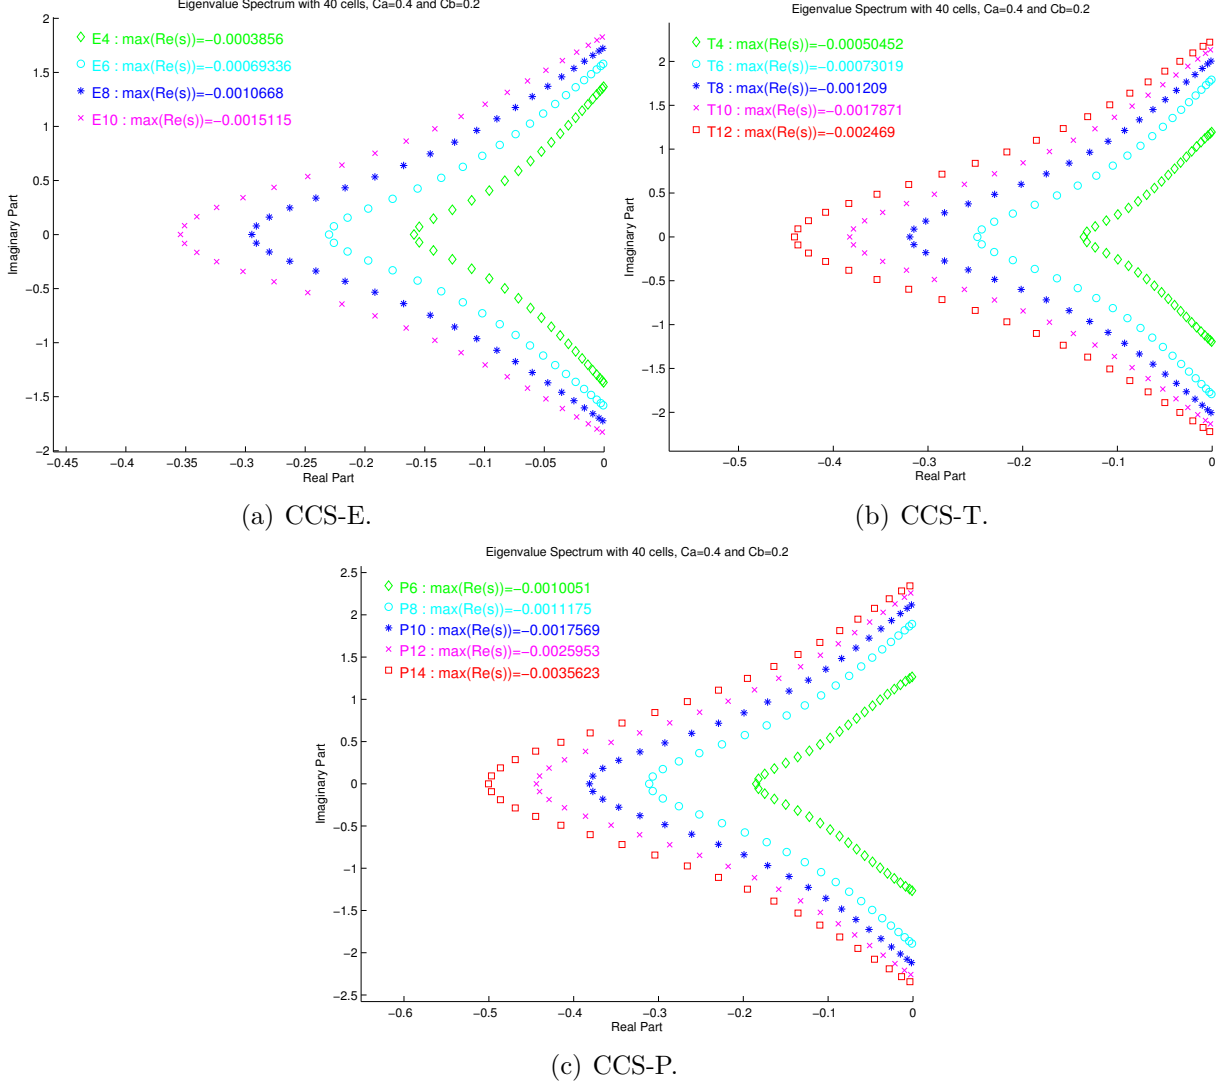 Eigenvalue Spectrum with 40 cells, Ca=0.4 and Cb=0.2
E4 : max(Re(s))=−0.0003856
E6 : max(Re(s))=−0.00069336
E8 : max(Re(s))=−0.0010668
E10 : max(Re(s))=−0.0015115
2
1.5
1
0.5
0
−0.5
−1
−1.5
−2
Imaginary Part
−0.45 −0.35 −0.3 −0.25 −0.2 −0.15 −0.1 −0.05 0
Real Part
(a) CCS-E.
Eigenvalue Spectrum with 40 cells, Ca=0.4 and Cb=0.2
T4 : max(Re(s))=−0.00050452
T6 : max(Re(s))=−0.00073019
T8 : max(Re(s))=−0.001209
T10 : max(Re(s))=−0.0017871
T12 : max(Re(s))=−0.002469
2
1.5
1
0.5
0
−0.5
−1
−1.5
−2
Imaginary Part
−0.5 −0.4 −0.3 −0.2 −0.1 0
Real Part
(b) CCS-T.
Eigenvalue Spectrum with 40 cells, Ca=0.4 and Cb=0.2
P6 : max(Re(s))=−0.0010051
P8 : max(Re(s))=−0.0011175
P10 : max(Re(s))=−0.0017569
P12 : max(Re(s))=−0.0025953
P14 : max(Re(s))=−0.0035623
2.5
2
1.5
1
0.5
0
−0.5
−1
−1.5
−2
−2.5
Imaginary Part
−0.6 −0.5 −0.4 −0.3 −0.2 −0.1 0
Real Part
(c) CCS-P.